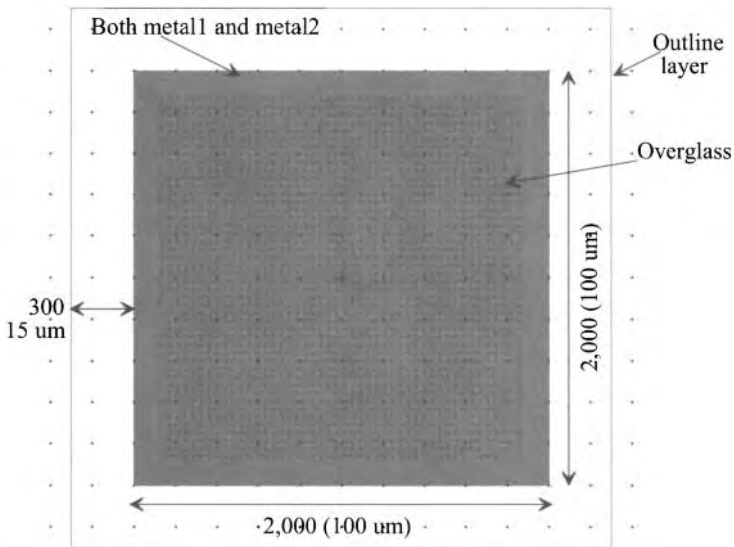 Both metal1 and metal2
Outline
layer
Overglass
300
15 um
2,000 (100 um)
2,000 (100 um)